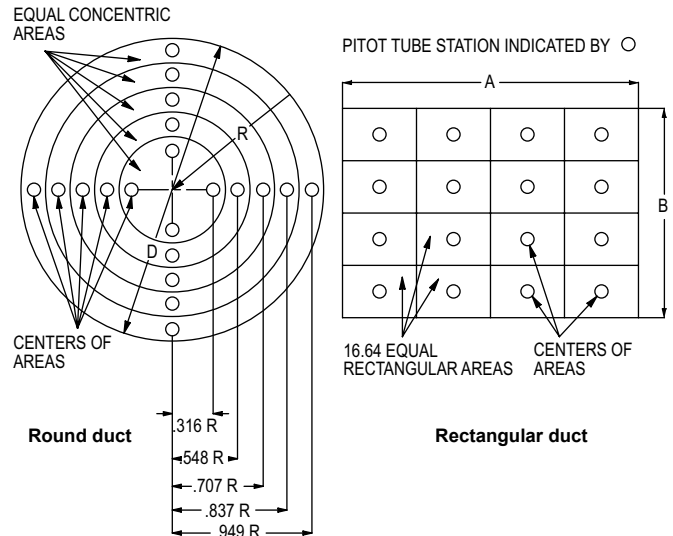 EQUAL CONCENTRIC
AREAS
R
D
CENTERS OF
AREAS
Round duct
.316 R
.548 R
.707 R
.837 R
.949 R
PITOT TUBE STATION INDICATED BY
A
B
16.64 EQUAL
RECTANGULAR AREAS
CENTERS OF
AREAS
Rectangular duct